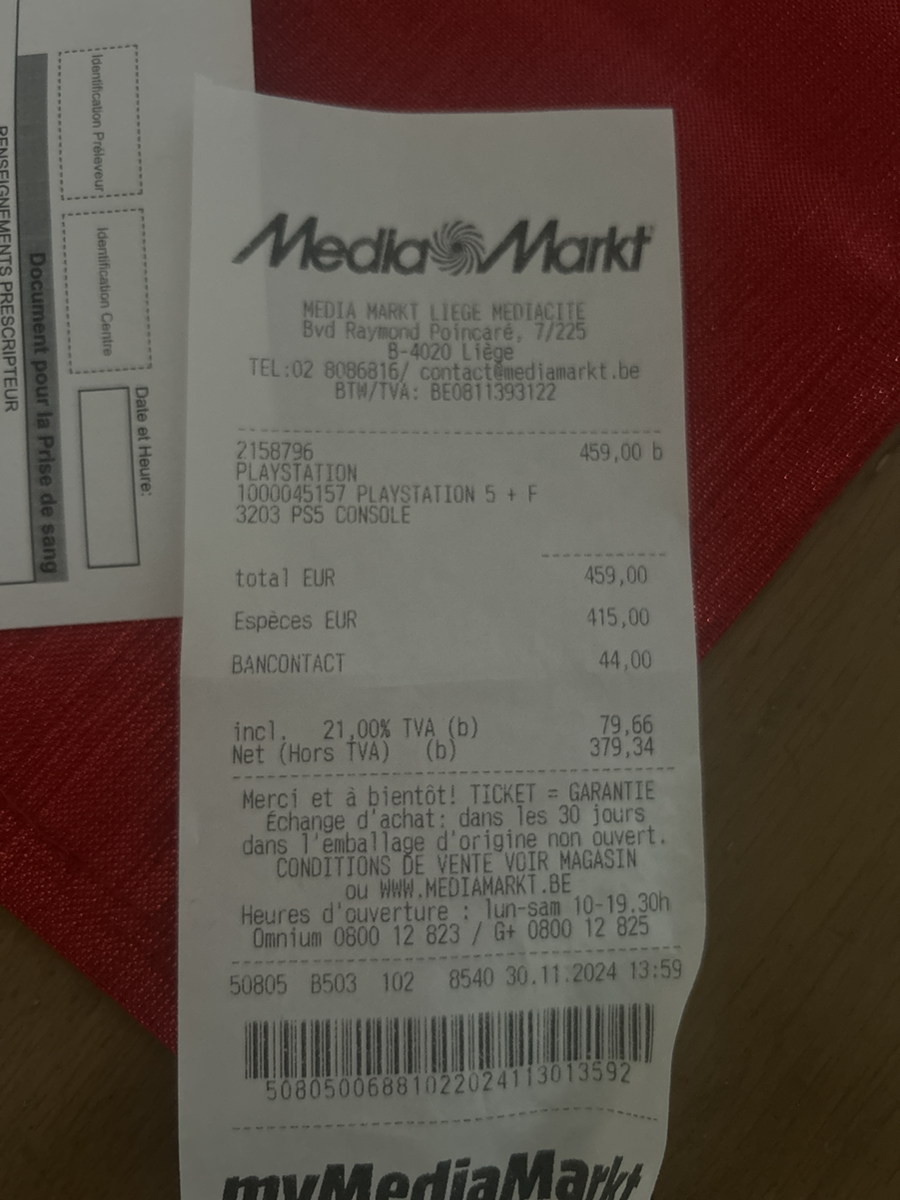 Identification Préleveur
Identification Centre
Date et Heure:
Document pour la Prise de sang
RENSEIGNEMENTS PRESCRIPTEUR
MediaMarkt
MEDIA MARKT LIEGE MEDIACITE
Bvd Raymond Poincaré, 7/225
B-4020 Liège
TEL:02 8086816/ contact@mediamarkt.be
BTW/TVA: BE0811393122
2158796 459,00 b
PLAYSTATION
1000045157 PLAYSTATION 5 + F
3203 PS5 CONSOLE
total EUR 459,00
Espèces EUR 415,00
BANCONTACT 44,00
incl. 21,00% TVA (b) 79,66
Net (Hors TVA) (b) 379,34
Merci et à bientôt! TICKET = GARANTIE
Échange d'achat: dans les 30 jours
dans l'emballage d'origine non ouvert.
CONDITIONS DE VENTE VOIR MAGASIN
ou WWW.MEDIAMARKT.BE
Heures d'ouverture : lun-sam 10-19.30h
Omnium 0800 12 823 / G+ 0800 12 825
50805 B503 102 8540 30.11.2024 13:59
50805006881022024113013592
myMediaMarkt